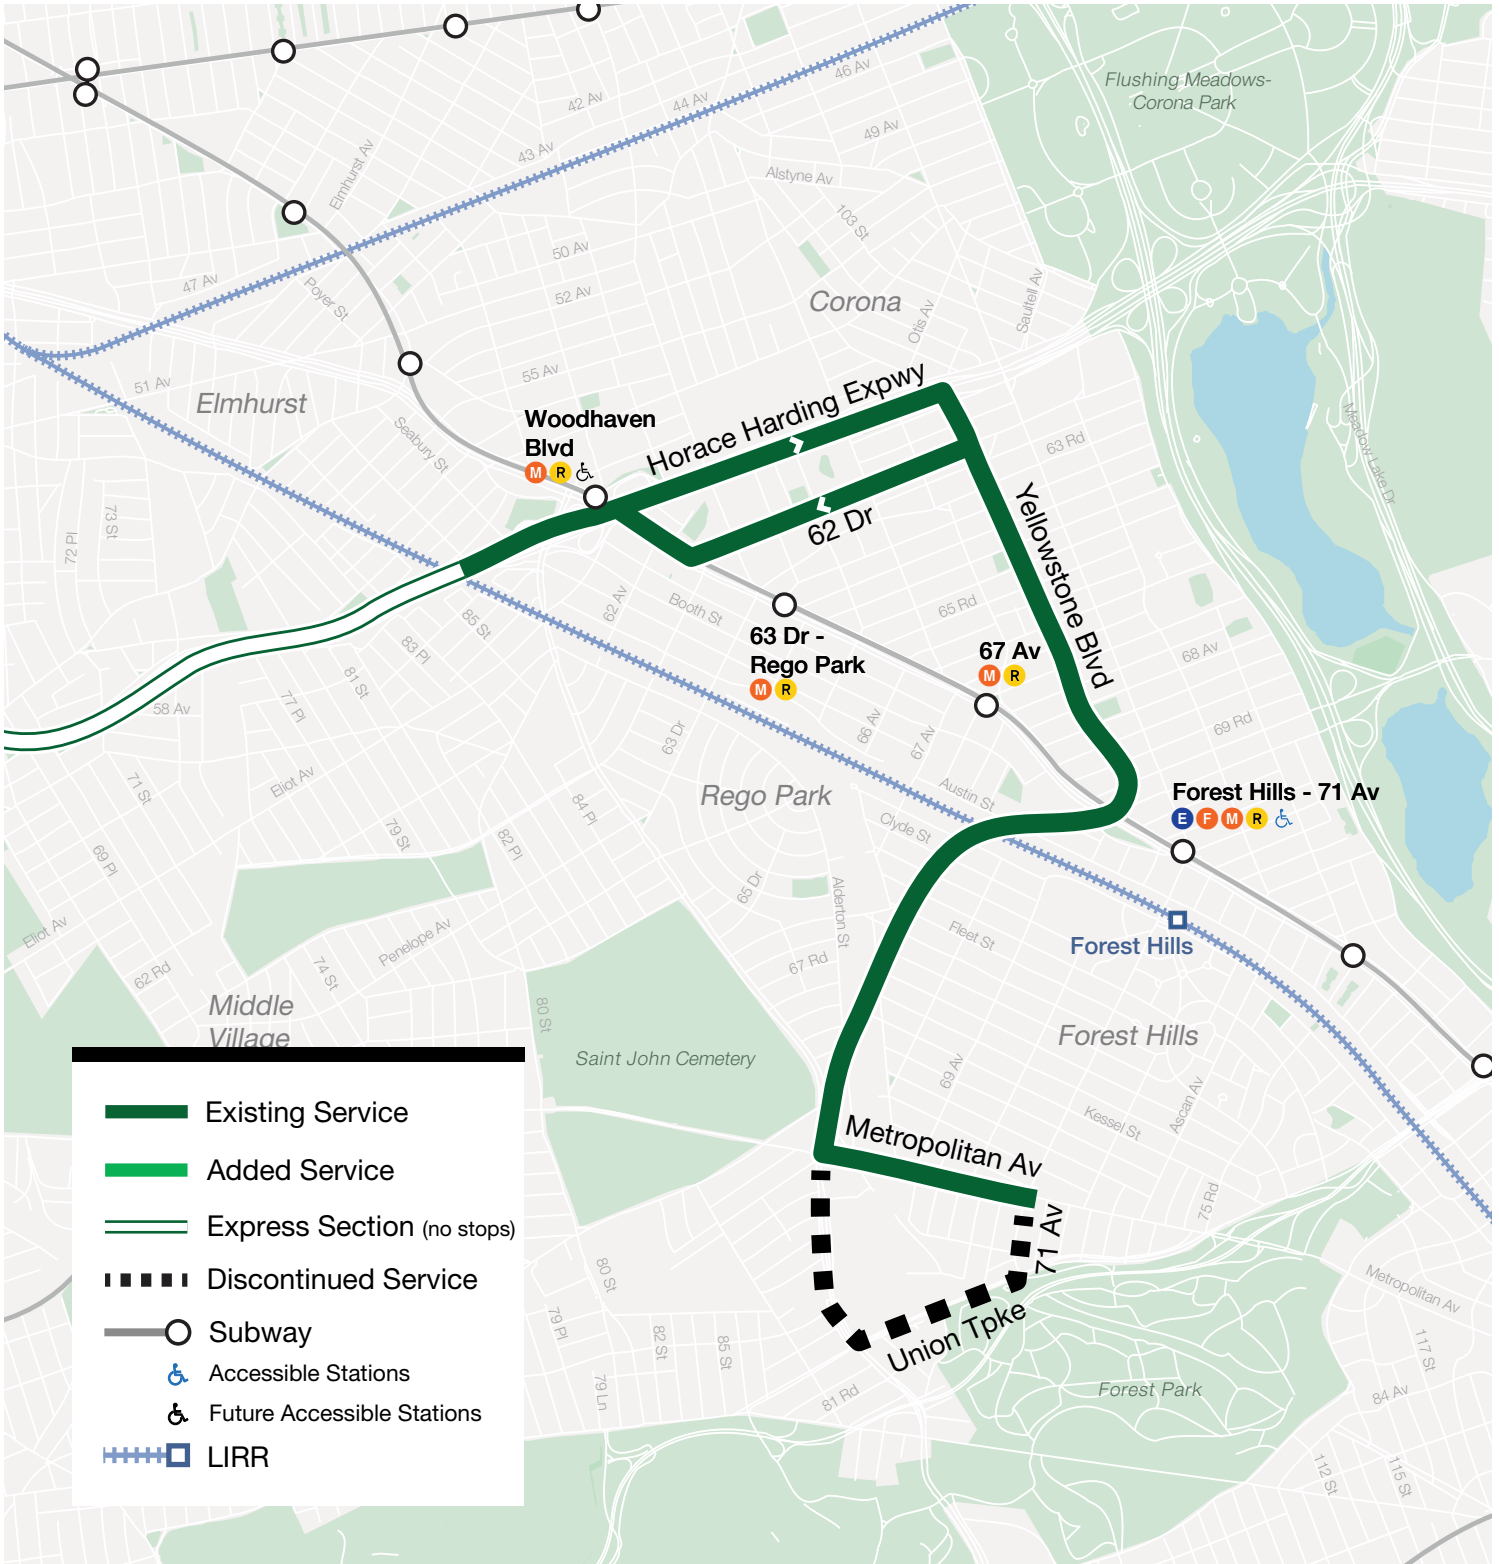 Flushing Meadows-
Corona Park
46 Av
42 Av
44 Av
49 Av
43 Av
Elmhurst Av
Alstyne Av
103 St
50 Av
47 Av
Poyer St
52 Av
Corona
Otis Av
Saultell Av
55 Av
51 Av
Elmhurst
Seabury St
Woodhaven
Blvd
M R
Horace Harding Expwy
63 Rd
Meadow Lake Dr
62 Dr
Yellowstone Blvd
73 St
72 Pl
62 Av
Booth St
65 Rd
85 St
83 Pl
63 Dr -
Rego Park
M R
67 Av
M R
68 Av
81 St
77 Pl
58 Av
69 Rd
63 Dr
66 Av
67 Av
71 St
Eliot Av
Rego Park
Austin St
Forest Hills - 71 Av
E F M R
84 Pl
79 St
82 Pl
Clyde St
69 Pl
65 Dr
Alderton St
Eliot Av
Penelope Av
Fleet St
Forest Hills
67 Rd
62 Rd
74 St
80 St
Middle
Village
Forest Hills
Saint John Cemetery
69 Av
Ascan Av
Kessel St
Metropolitan Av
75 Rd
71 Av
Union Tpke
80 St
79 Pl
82 St
85 St
79 Ln
81 Rd
Forest Park
Metropolitan Av
117 St
84 Av
112 St
115 St
Existing Service
Added Service
Express Section (no stops)
Discontinued Service
Subway
Accessible Stations
Future Accessible Stations
LIRR